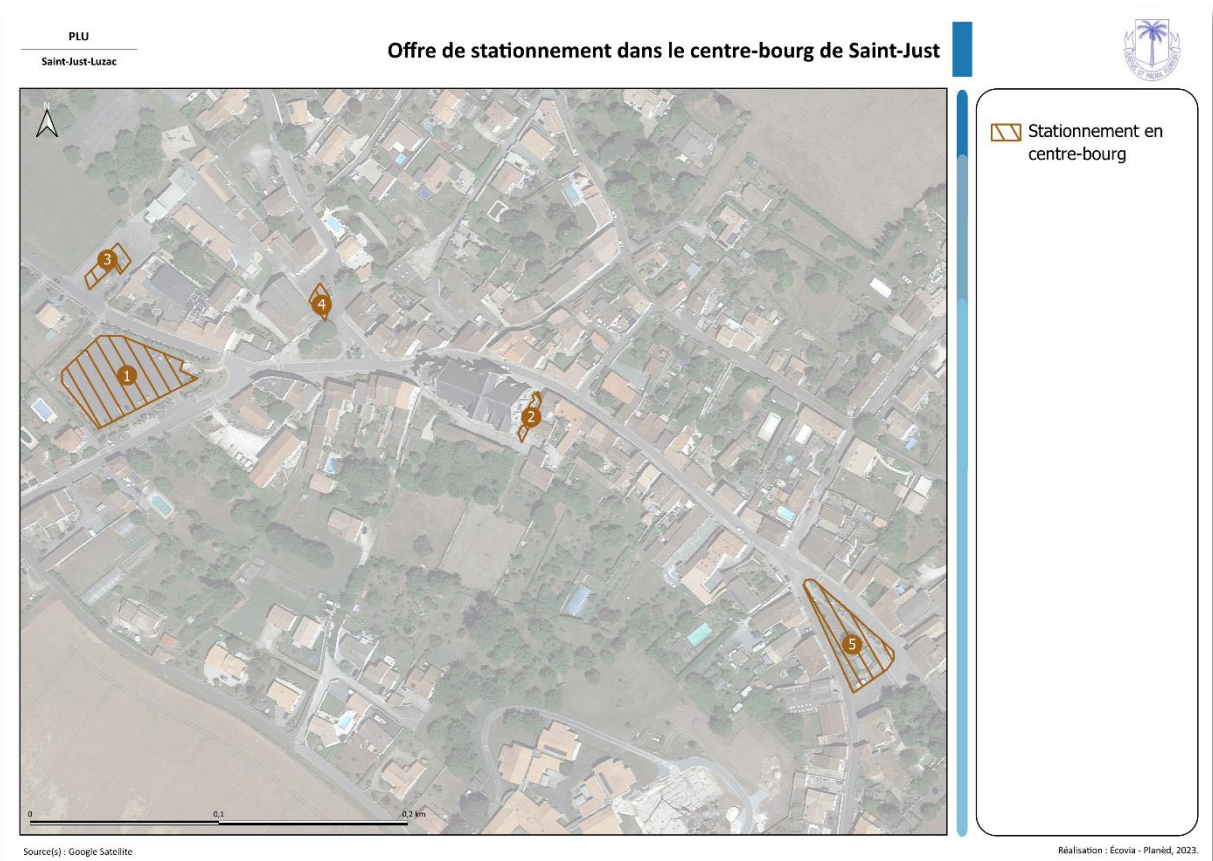 PLU
Saint-Just-Luzac
Offre de stationnement dans le centre-bourg de Saint-Just
N
Stationnement en
centre-bourg
3
4
1
2
5
0
0,1
0,2 km
Source(s) : Google Satellite
Réalisation : Écovia - Planèd, 2023.